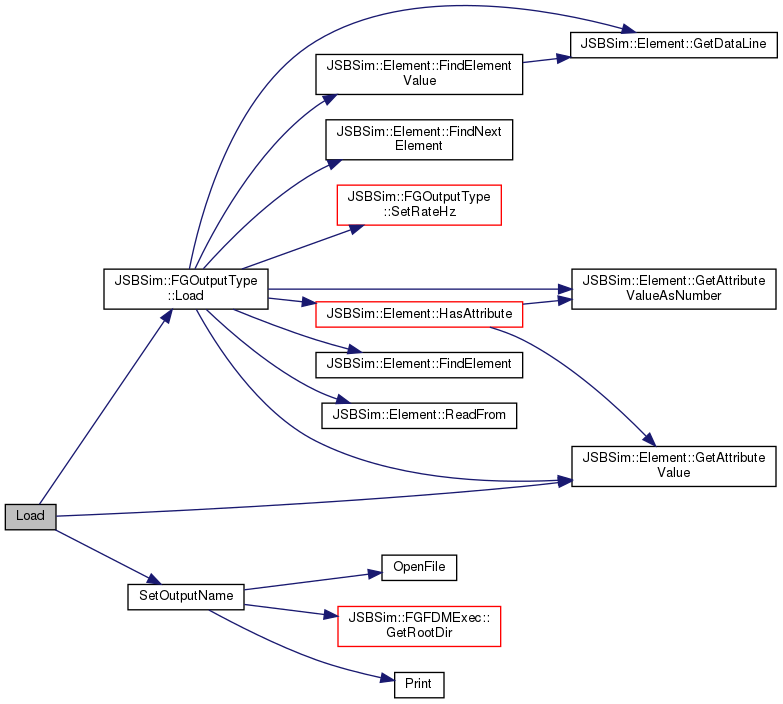 JSBSim::Element::GetDataLine
JSBSim::Element::FindElement
Value
JSBSim::Element::FindNext
Element
JSBSim::FGOutputType
::SetRateHz
JSBSim::FGOutputType
::Load
JSBSim::Element::GetAttribute
ValueAsNumber
JSBSim::Element::HasAttribute
JSBSim::Element::FindElement
JSBSim::Element::ReadFrom
JSBSim::Element::GetAttribute
Value
Load
OpenFile
SetOutputName
JSBSim::FGFDMExec::
GetRootDir
Print